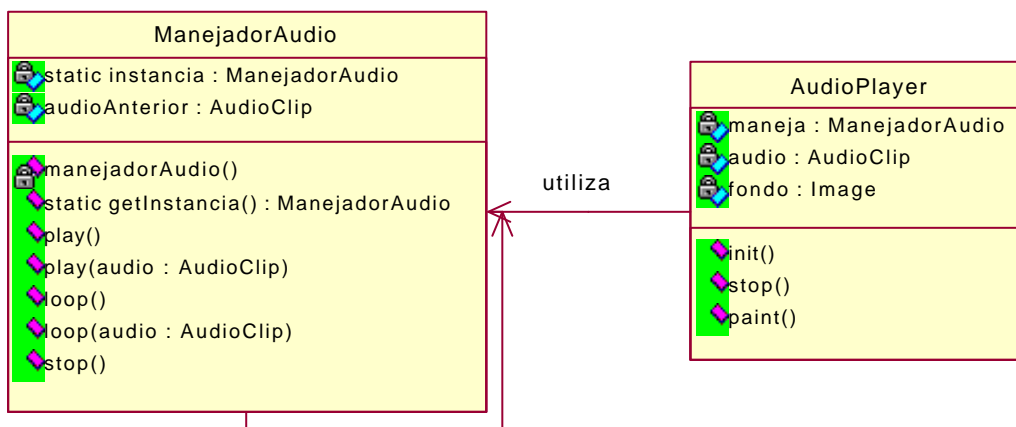 ManejadorAudio
static instancia : ManejadorAudio
audioAnterior : AudioClip
manejadorAudio()
static getInstancia() : ManejadorAudio
play()
play(audio : AudioClip)
loop()
loop(audio : AudioClip)
stop()
utiliza
AudioPlayer
maneja : ManejadorAudio
audio : AudioClip
fondo : Image
init()
stop()
paint()